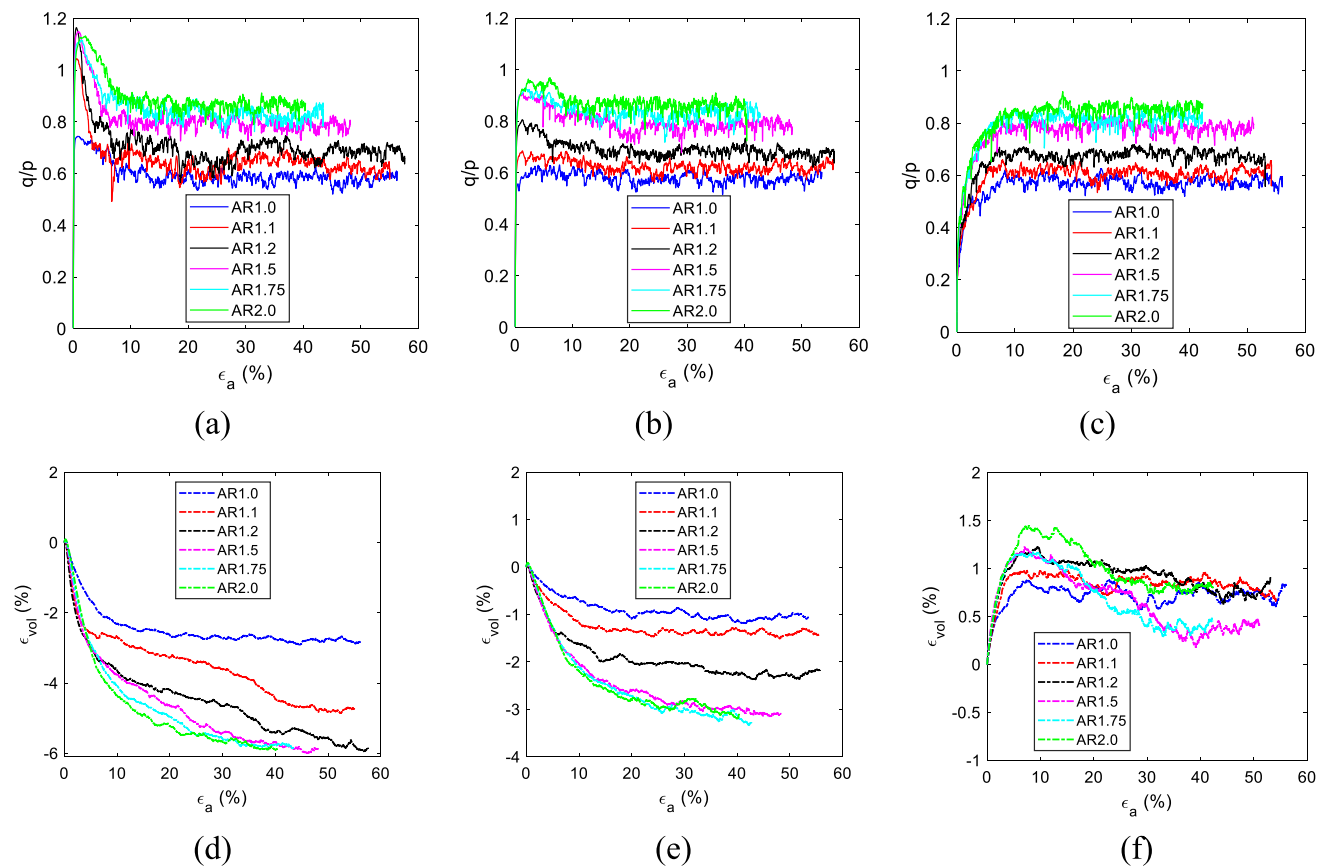 1.2
1
0.8
0.6
0.4
0.2
0
q/p
AR1.0
AR1.1
AR1.2
AR1.5
AR1.75
AR2.0
0 10 20 30 40 50 60
ϵa (%)
(a)
1.2
1
0.8
0.6
0.4
0.2
0
q/p
AR1.0
AR1.1
AR1.2
AR1.5
AR1.75
AR2.0
0 10 20 30 40 50 60
ϵa (%)
(b)
1.2
1
0.8
0.6
0.4
0.2
0
q/p
AR1.0
AR1.1
AR1.2
AR1.5
AR1.75
AR2.0
0 10 20 30 40 50 60
ϵa (%)
(c)
2
0
-2
-4
-6
ϵvol (%)
AR1.0
AR1.1
AR1.2
AR1.5
AR1.75
AR2.0
0 10 20 30 40 50 60
ϵa (%)
(d)
2
1
0
-1
-2
-3
-4
ϵvol (%)
AR1.0
AR1.1
AR1.2
AR1.5
AR1.75
AR2.0
0 10 20 30 40 50 60
ϵa (%)
(e)
2
1.5
1
0.5
0
-0.5
-1
ϵvol (%)
AR1.0
AR1.1
AR1.2
AR1.5
AR1.75
AR2.0
0 10 20 30 40 50 60
ϵa (%)
(f)